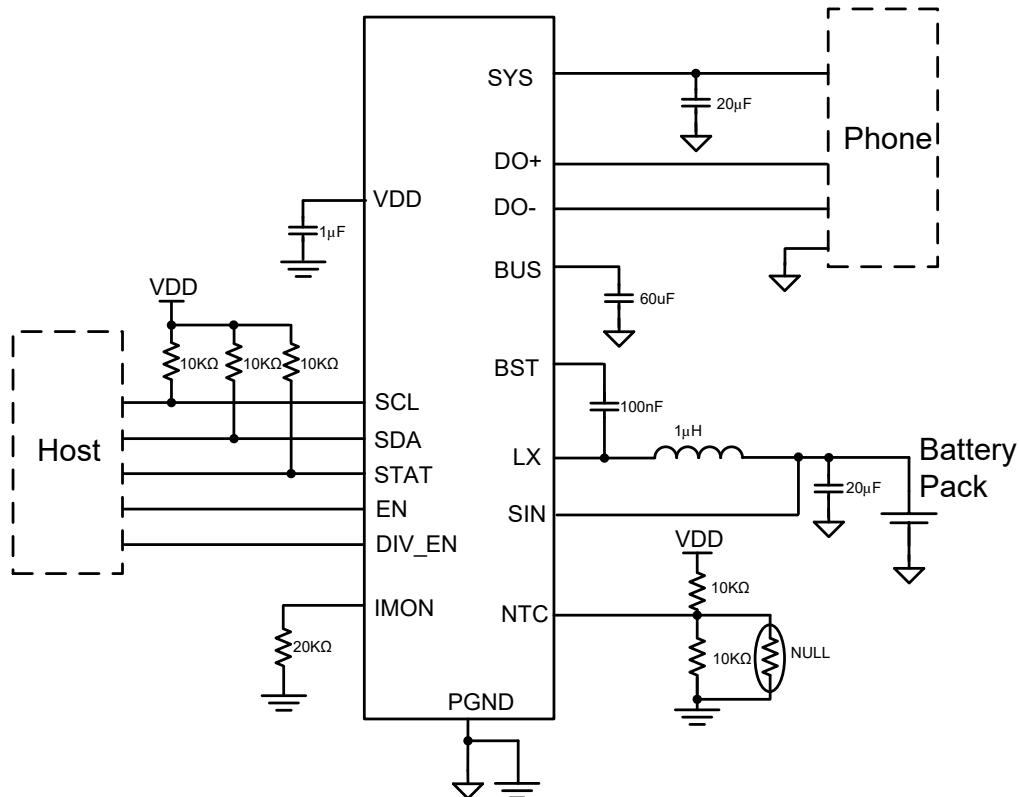 SYS
20μF
Phone
DO+
DO-
VDD
1μF
BUS
60uF
VDD
10KΩ
10KΩ
10KΩ
BST
100nF
SCL
Host
SDA
STAT
EN
DIV_EN
1μH
LX
Battery
Pack
20μF
SIN
VDD
10KΩ
IMON
NTC
20KΩ
10KΩ
NULL
PGND